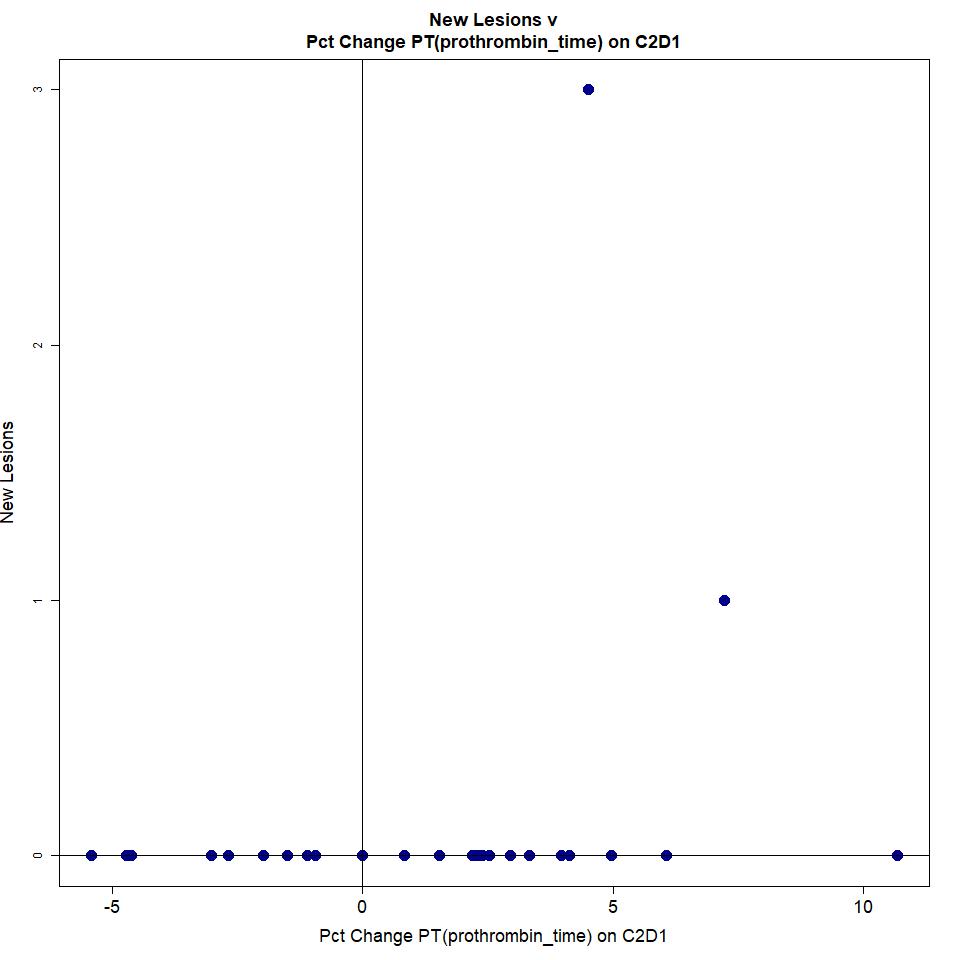 New Lesions v
Pct Change PT(prothrombin_time) on C2D1
3
2
1
0
New Lesions
-5 0 5 10
Pct Change PT(prothrombin_time) on C2D1